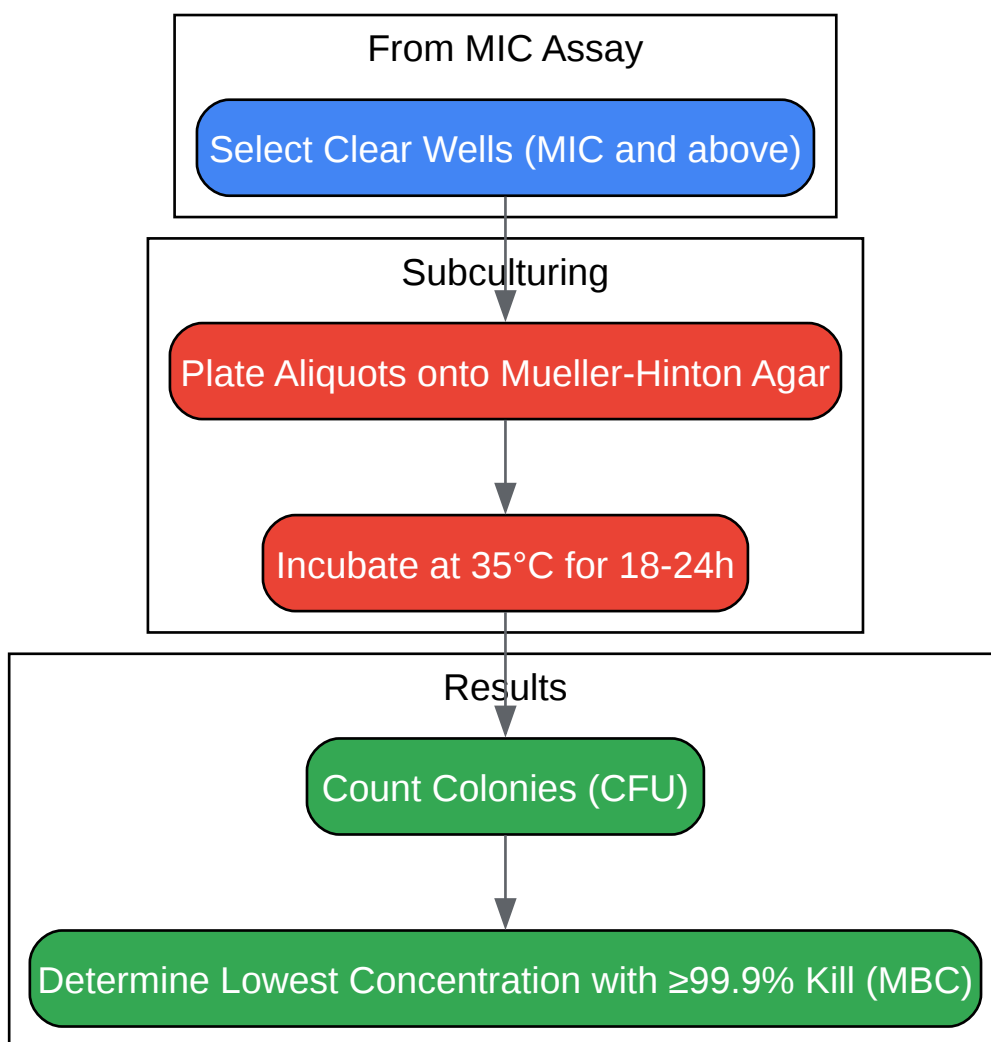 From MIC Assay
Select Clear Wells (MIC and above)
Subculturing
Plate Aliquots onto Mueller-Hinton Agar
Incubate at 35°C for 18-24h
Results
Count Colonies (CFU)
Determine Lowest Concentration with ≥99.9% Kill (MBC)